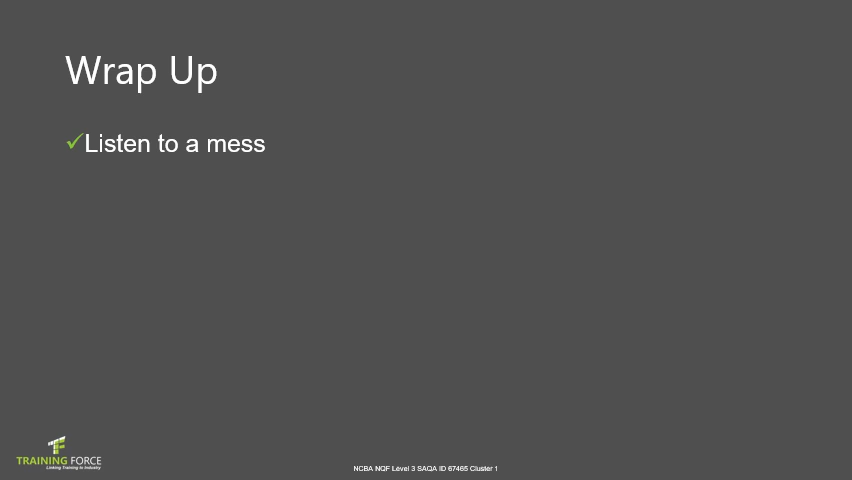 Wrap Up
Listen to a mess
TRAINING FORCE
Linking Training to Industry
NCBA NQF Level 3 SAQA ID 67465 Cluster 1